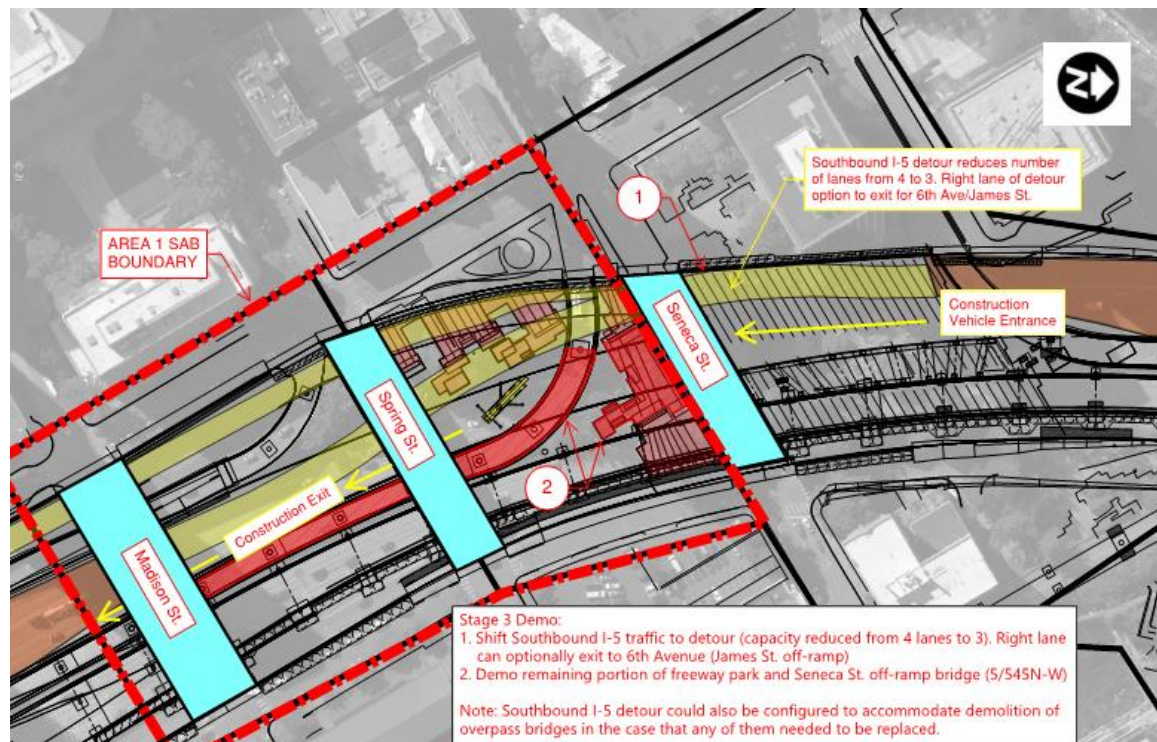 N
Southbound I-5 detour reduces number
of lanes from 4 to 3. Right lane of detour
option to exit for 6th Ave/James St.
1
AREA 1 SAB
BOUNDARY
Construction
Vehicle Entrance
Seneca St.
Spring St.
2
Construction Exit
Madison St.
Stage 3 Demo:
1. Shift Southbound I-5 traffic to detour (capacity reduced from 4 lanes to 3). Right lane
can optionally exit to 6th Avenue (James St. off-ramp)
2. Demo remaining portion of freeway park and Seneca St. off-ramp bridge (5/545N-W)
Note: Southbound I-5 detour could also be configured to accommodate demolition of
overpass bridges in the case that any of them needed to be replaced.